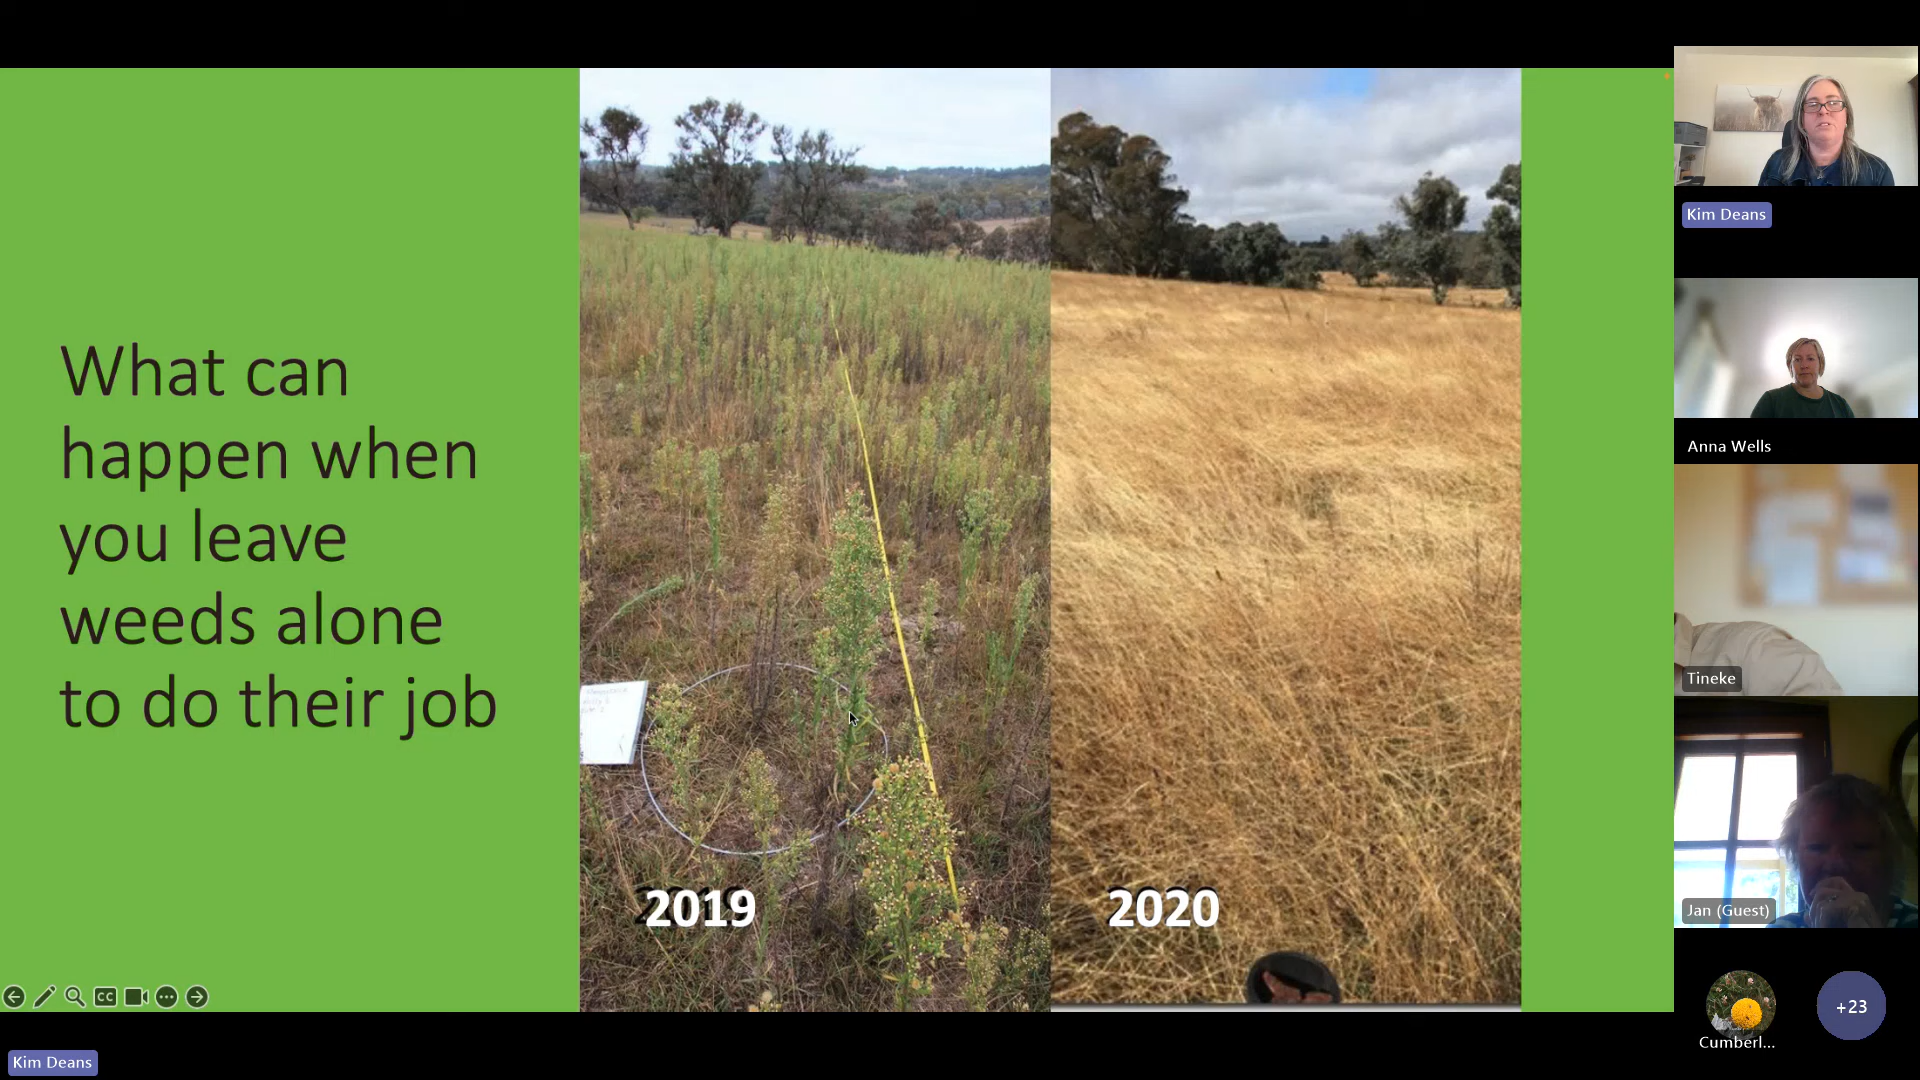 What can
happen when
you leave
weeds alone
to do their job
2019
2020
CC
Kim Deans
Kim Deans
Anna Wells
Tineke
Jan (Guest)
Cumberl...
+23